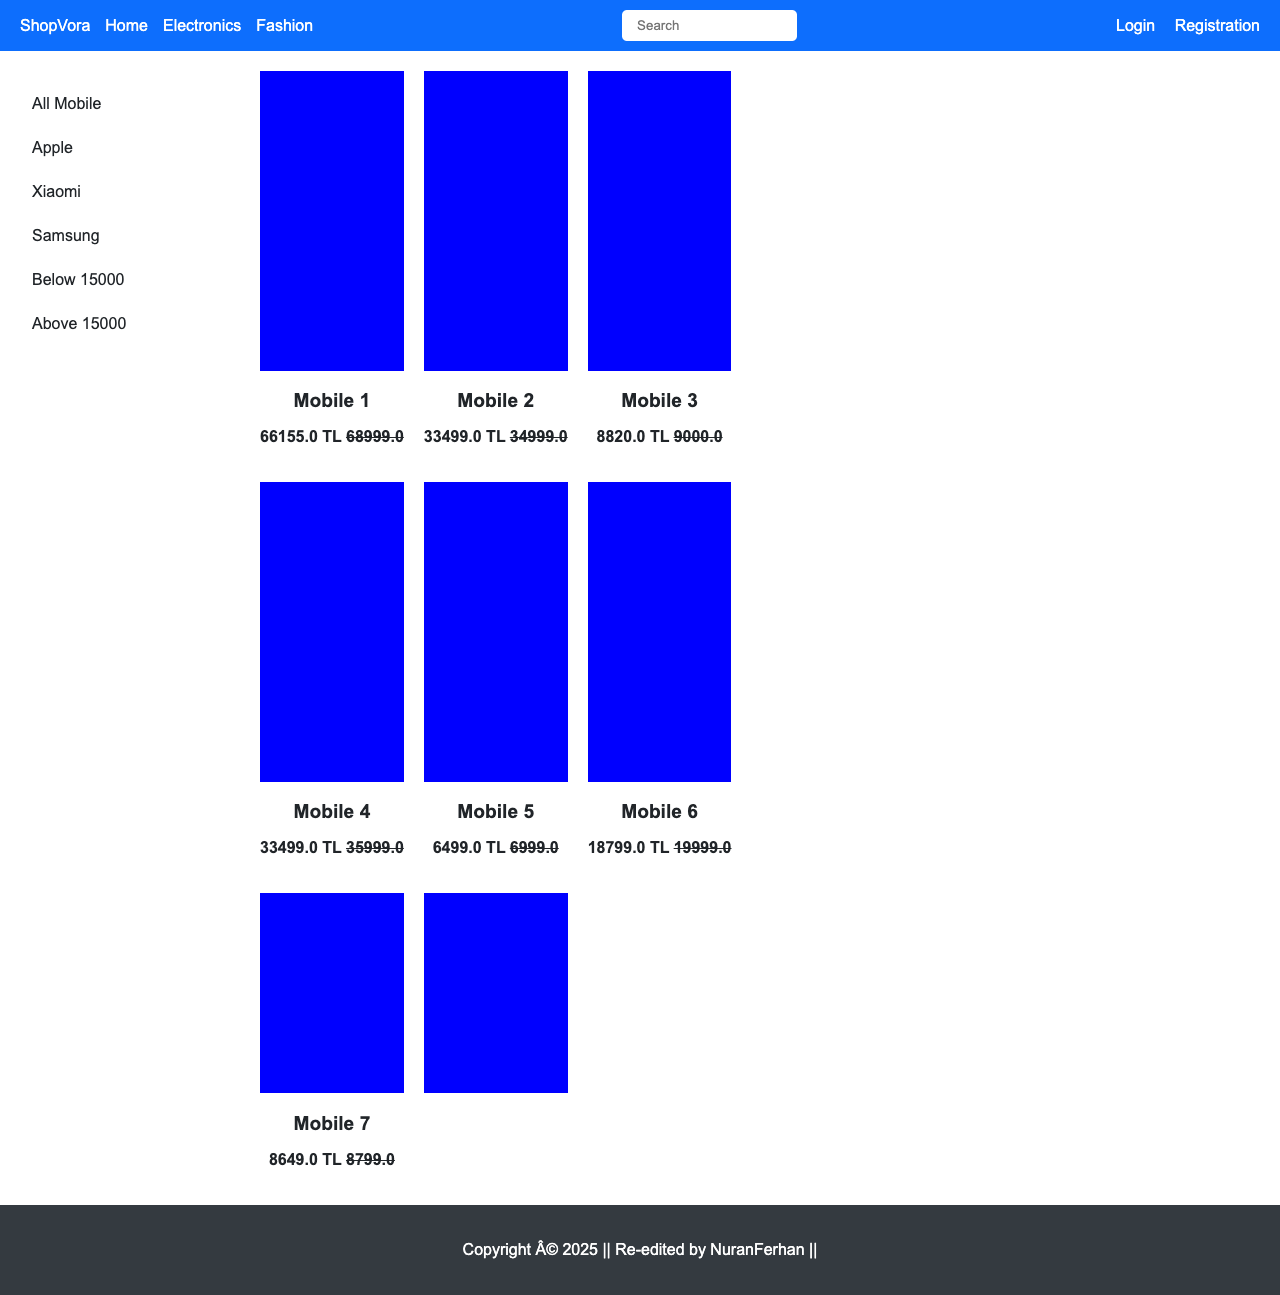 ShopVora Home Electronics Fashion Search Login Registration
All Mobile
Apple
Xiaomi
Samsung
Below 15000
Above 15000
Mobile 1 Mobile 2 Mobile 3
66155.0 TL 68999.0 33499.0 TL 34999.0 8820.0 TL 9000.0
Mobile 4 Mobile 5 Mobile 6
33499.0 TL 35999.0 6499.0 TL 6999.0 18799.0 TL 19999.0
Mobile 7
8649.0 TL 8799.0
Copyright Â© 2025 || Re-edited by NuranFerhan ||